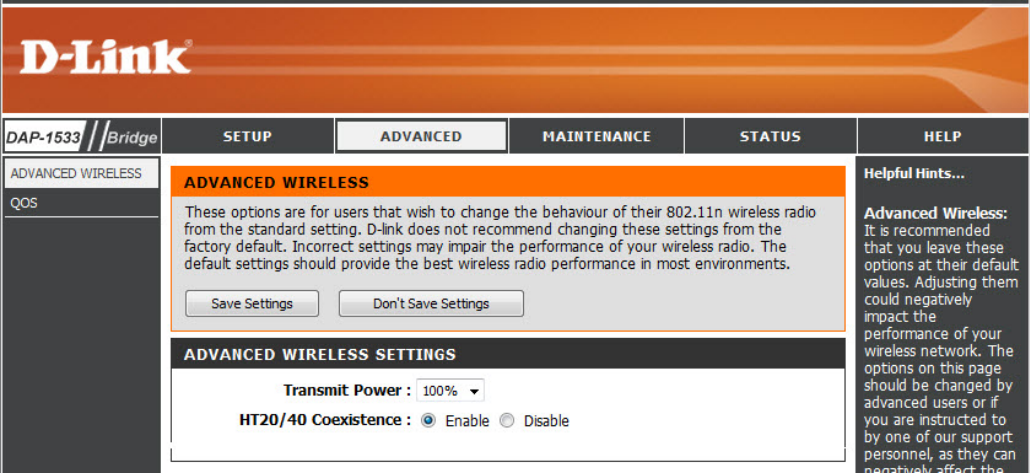 D-Link
DAP-1533 // Bridge
SETUP
ADVANCED
MAINTENANCE
STATUS
HELP
ADVANCED WIRELESS
QOS
ADVANCED WIRELESS
These options are for users that wish to change the behaviour of their 802.11n wireless radio
from the standard setting. D-link does not recommend changing these settings from the
factory default. Incorrect settings may impair the performance of your wireless radio. The
default settings should provide the best wireless radio performance in most environments.
Save Settings
Don't Save Settings
ADVANCED WIRELESS SETTINGS
Transmit Power : 100%
HT20/40 Coexistence : Enable Disable
Helpful Hints...
Advanced Wireless:
It is recommended
that you leave these
options at their default
values. Adjusting them
could negatively
impact the
performance of your
wireless network. The
options on this page
should be changed by
advanced users or if
you are instructed to
by one of our support
personnel, as they can
negatively affect the